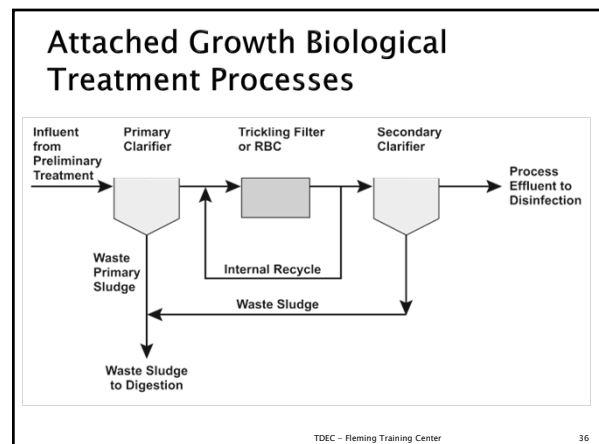 Attached Growth Biological
Treatment Processes
Influent
from
Preliminary
Treatment
Primary
Clarifier
Trickling Filter
or RBC
Secondary
Clarifier
Process
Effluent to
Disinfection
Waste
Primary
Sludge
Internal Recycle
Waste Sludge
Waste Sludge
to Digestion
TDEC - Fleming Training Center
36